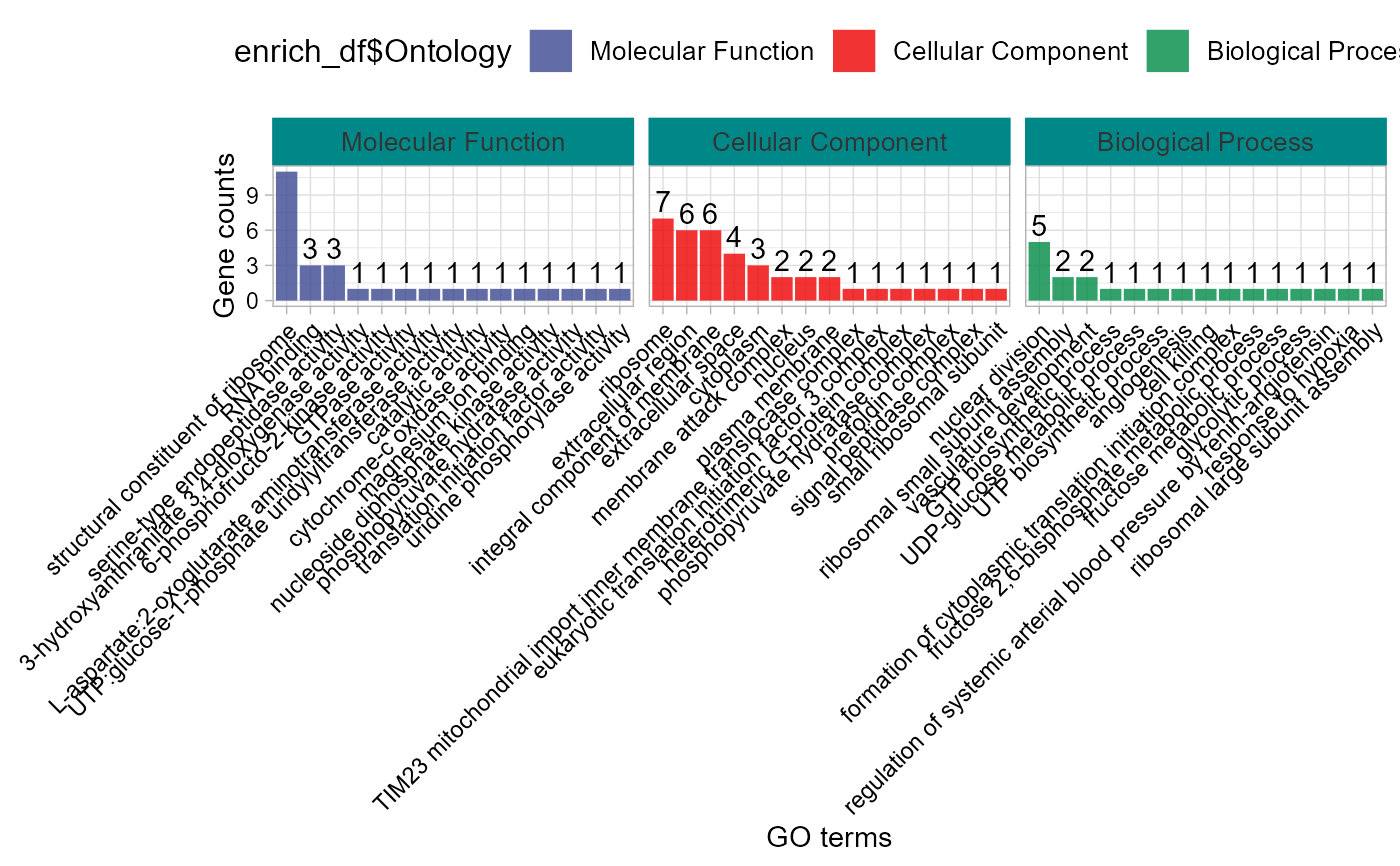 enrich_df$Ontology Molecular Function Cellular Component Biological Proce
Molecular Function Cellular Component Biological Process
Gene counts
9
6
3
0
3 3 1 1 1 1 1 1 1 1 1 1 1 1
7 6 6 4 3 2 2 2 1 1 1 1 1 1 1
5 2 2 1 1 1 1 1 1 1 1 1 1 1 1
structural constituent of ribosome
RNA binding
serine-type endopeptidase activity
3-hydroxyanthranilate 3,4-dioxygenase activity
6-phosphofructo-2-kinase activity
GTPase activity
L-aspartate:2-oxoglutarate aminotransferase activity
UTP:glucose-1-phosphate uridylyltransferase activity
catalytic activity
cytochrome-c oxidase activity
magnesium ion binding
nucleoside diphosphate kinase activity
phosphopyruvate hydratase activity
translation initiation factor activity
uridine phosphorylase activity
ribosome
extracellular region
integral component of membrane
extracellular space
cytoplasm
membrane attack complex
nucleus
plasma membrane
TIM23 mitochondrial import inner membrane translocase complex
eukaryotic translation initiation factor 3 complex
heterotrimeric G-protein complex
phosphopyruvate hydratase complex
prefoldin complex
signal peptidase complex
small ribosomal subunit
nuclear division
ribosomal small subunit assembly
vasculature development
GTP biosynthetic process
UDP-glucose metabolic process
UTP biosynthetic process
angiogenesis
cell killing
formation of cytoplasmic translation initiation complex
fructose 2,6-bisphosphate metabolic process
fucose metabolic process
glycolytic process
regulation of systemic arterial blood pressure by renin-angiotensin
response to hypoxia
ribosomal large subunit assembly
GO terms